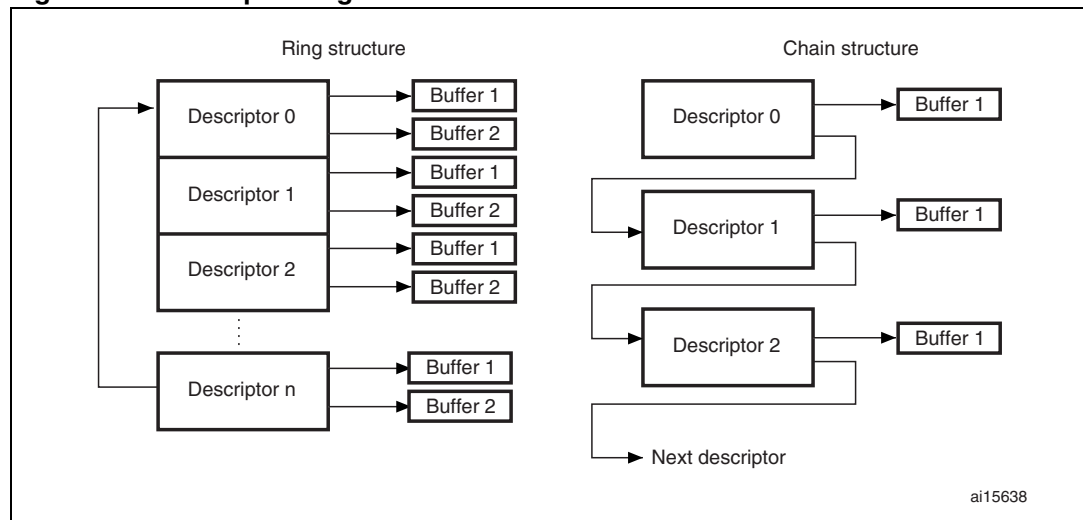 Ring structure
Descriptor 0
Buffer 1
Buffer 2
Descriptor 1
Buffer 1
Buffer 2
Descriptor 2
Buffer 1
Buffer 2
Descriptor n
Buffer 1
Buffer 2
Chain structure
Descriptor 0
Buffer 1
Descriptor 1
Buffer 1
Descriptor 2
Buffer 1
Next descriptor
ai15638